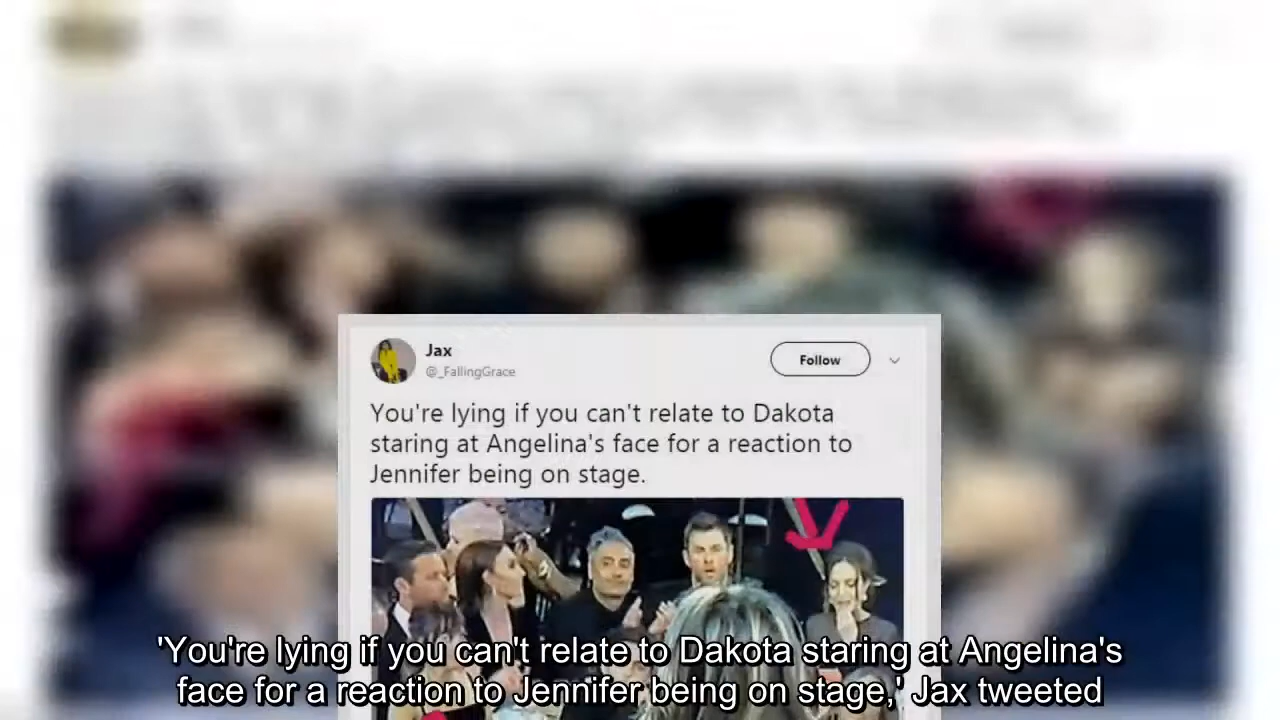 Jax
@_FallingGrace
Follow
You're lying if you can't relate to Dakota
staring at Angelina's face for a reaction to
Jennifer being on stage.
'You're lying if you can't relate to Dakota staring at Angelina's
face for a reaction to Jennifer being on stage,' Jax tweeted